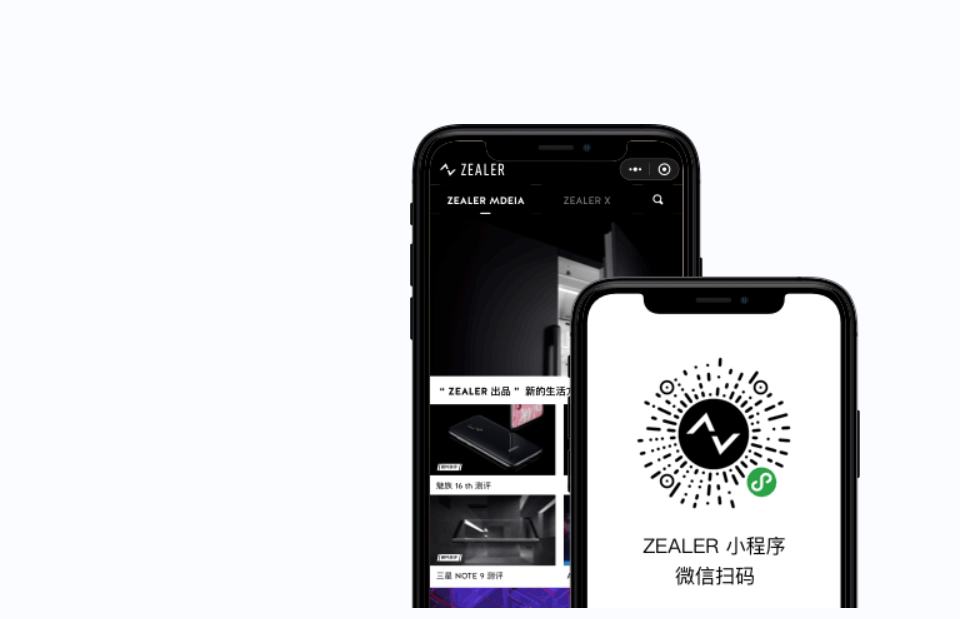 ZEALER
ZEALER MDEIA
ZEALER X
“ ZEALER 出品 ” 新的生活
魅族 16 th 测评
三星 NOTE 9 测评
ZEALER 小程序
微信扫码